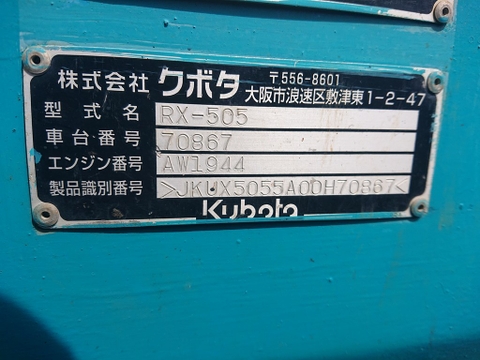 株式会社 クボタ 〒556-8601
大阪市浪速区敷津東1-2-47
型式名 RX-505
車台番号 70867
エンジン番号 AW1944
製品識別番号 >JKUX5055A00H70867<
Kubota